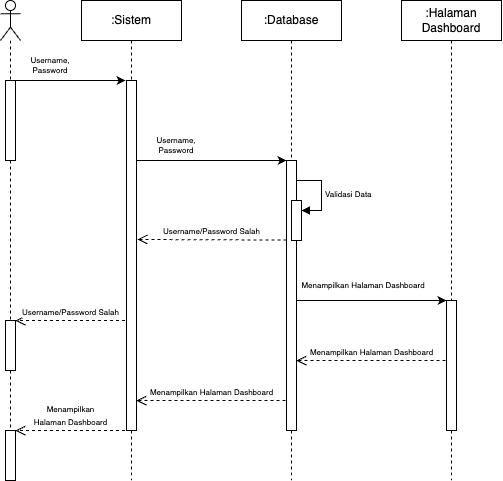 :Sistem
:Database
:Halaman
Dashboard
Username,
Password
Username,
Password
Validasi Data
Username/Password Salah
Menampilkan Halaman Dashboard
Username/Password Salah
Menampilkan Halaman Dashboard
Menampilkan Halaman Dashboard
Menampilkan
Halaman Dashboard